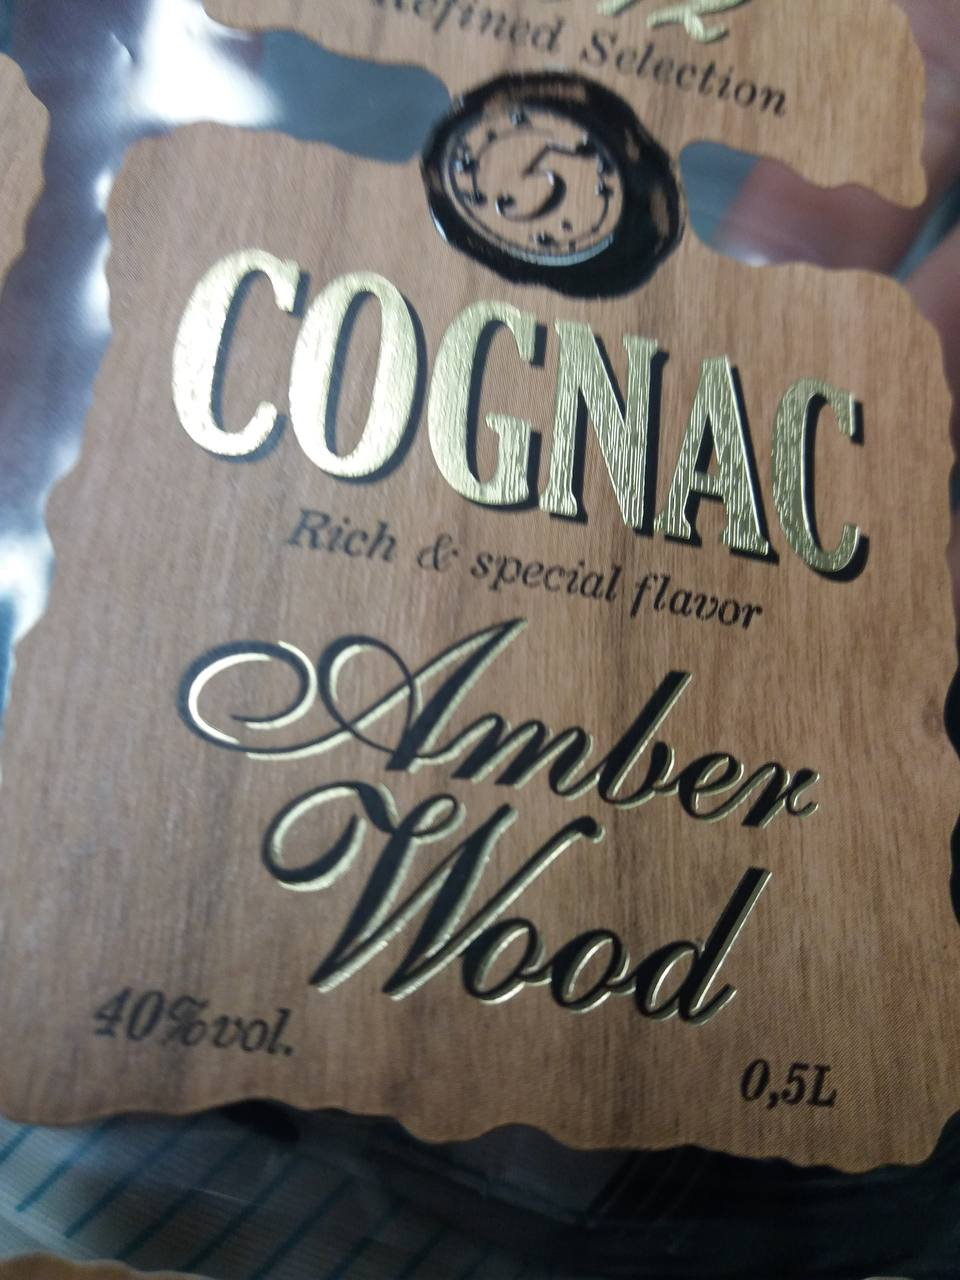 Refined Selection
5
COGNAC
Rich & special flavor
Amber
Wood
40%vol.
0,5L